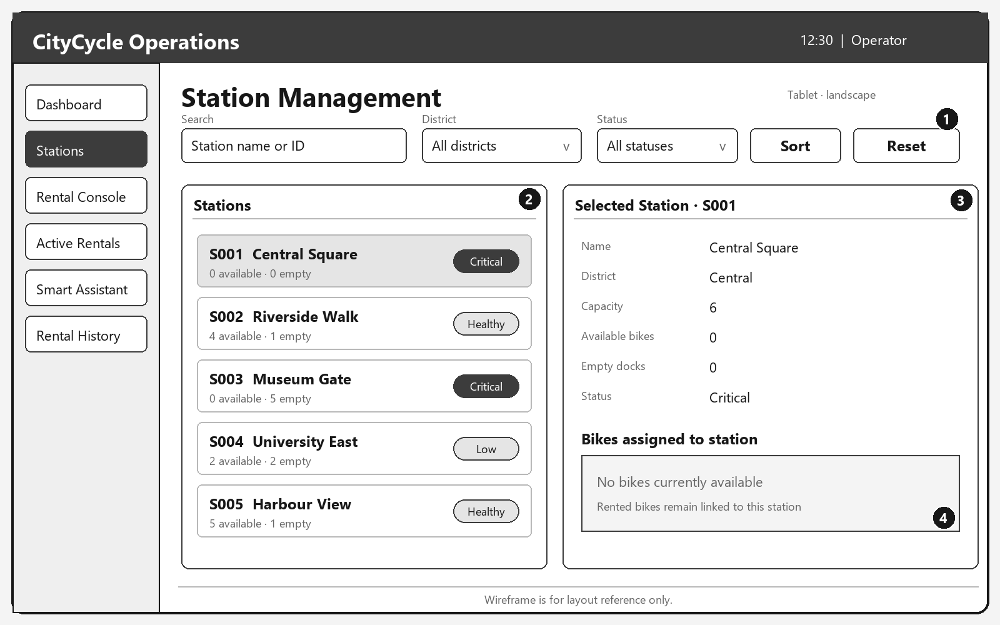 CityCycle Operations
12:30 | Operator
Dashboard
Stations
Rental Console
Active Rentals
Smart Assistant
Rental History
Station Management
Tablet · landscape
Search
District
Status
1
Station name or ID
All districts v
All statuses v
Sort
Reset
Stations
2
S001 Central Square
0 available · 0 empty
Critical
S002 Riverside Walk
4 available · 1 empty
Healthy
S003 Museum Gate
0 available · 5 empty
Critical
S004 University East
2 available · 2 empty
Low
S005 Harbour View
5 available · 1 empty
Healthy
Selected Station · S001
3
Name Central Square
District Central
Capacity 6
Available bikes 0
Empty docks 0
Status Critical
Bikes assigned to station
No bikes currently available
Rented bikes remain linked to this station
4
Wireframe is for layout reference only.